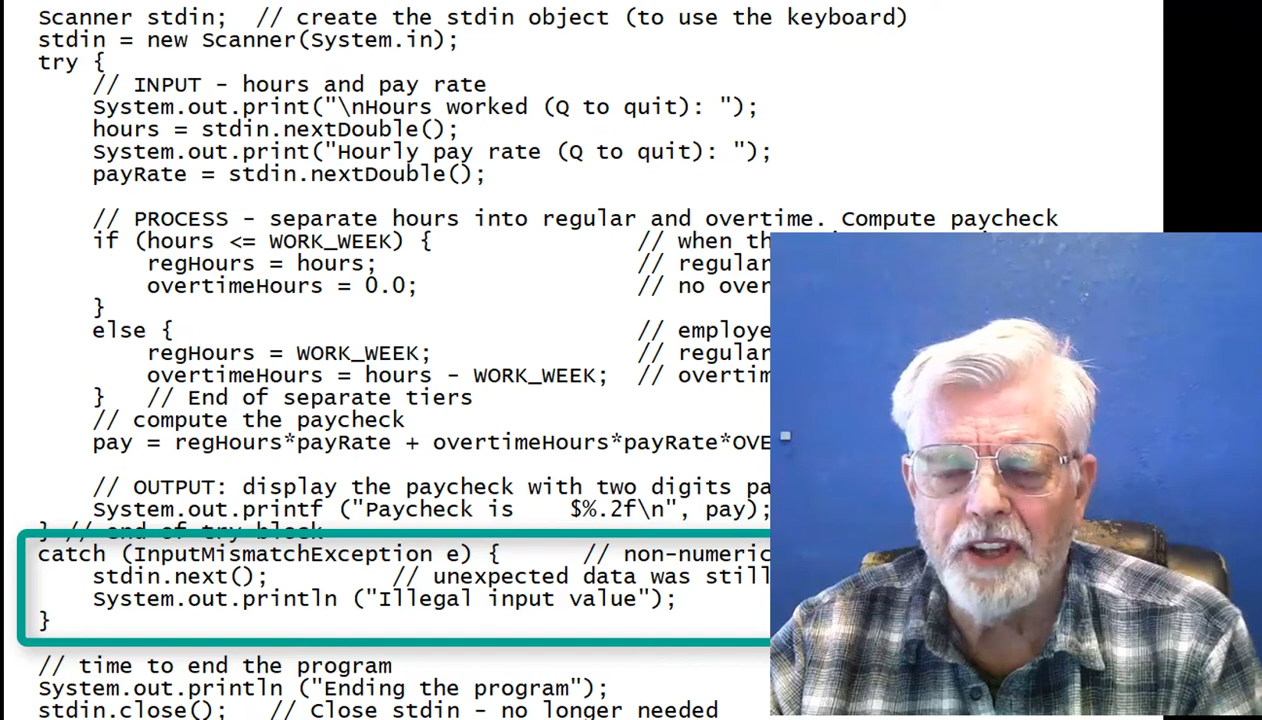 Scanner stdin;  // create the stdin object (to use the keyboard)
stdin = new Scanner(System.in);
try {
// INPUT - hours and pay rate
System.out.print("\nHours worked (Q to quit): ");
hours = stdin.nextDouble();
System.out.print("Hourly pay rate (Q to quit): ");
payRate = stdin.nextDouble();
// PROCESS - separate hours into regular and overtime. Compute paycheck
if (hours <= WORK_WEEK) { // when
regHours = hours; // regular
overtimeHours = 0.0; // no
}
else { //
regHours = WORK_WEEK; // regular
overtimeHours = hours - WORK_WEEK; //
} // End of separate tiers
// compute the paycheck
pay = regHours*payRate + overtimeHours*payRate*
// OUTPUT: display the paycheck with two digits
System.out.printf ("Paycheck is     $%.2f\n", pay);
} // end of try block
catch (InputMismatchException e) { // non-numeric
stdin.next(); // unexpected data was still
System.out.println ("Illegal input value");
}
// time to end the program
System.out.println ("Ending the program");
stdin.close(); // Close stdin - no longer needed